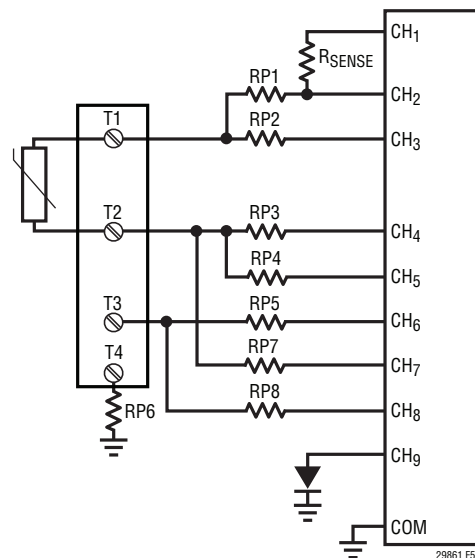 CH1
RSENSE
RP1
CH2
T1
RP2
CH3
T2
RP3
CH4
RP4
CH5
T3
RP5
CH6
T4
RP7
CH7
RP6
RP8
CH8
CH9
COM
29861 F5